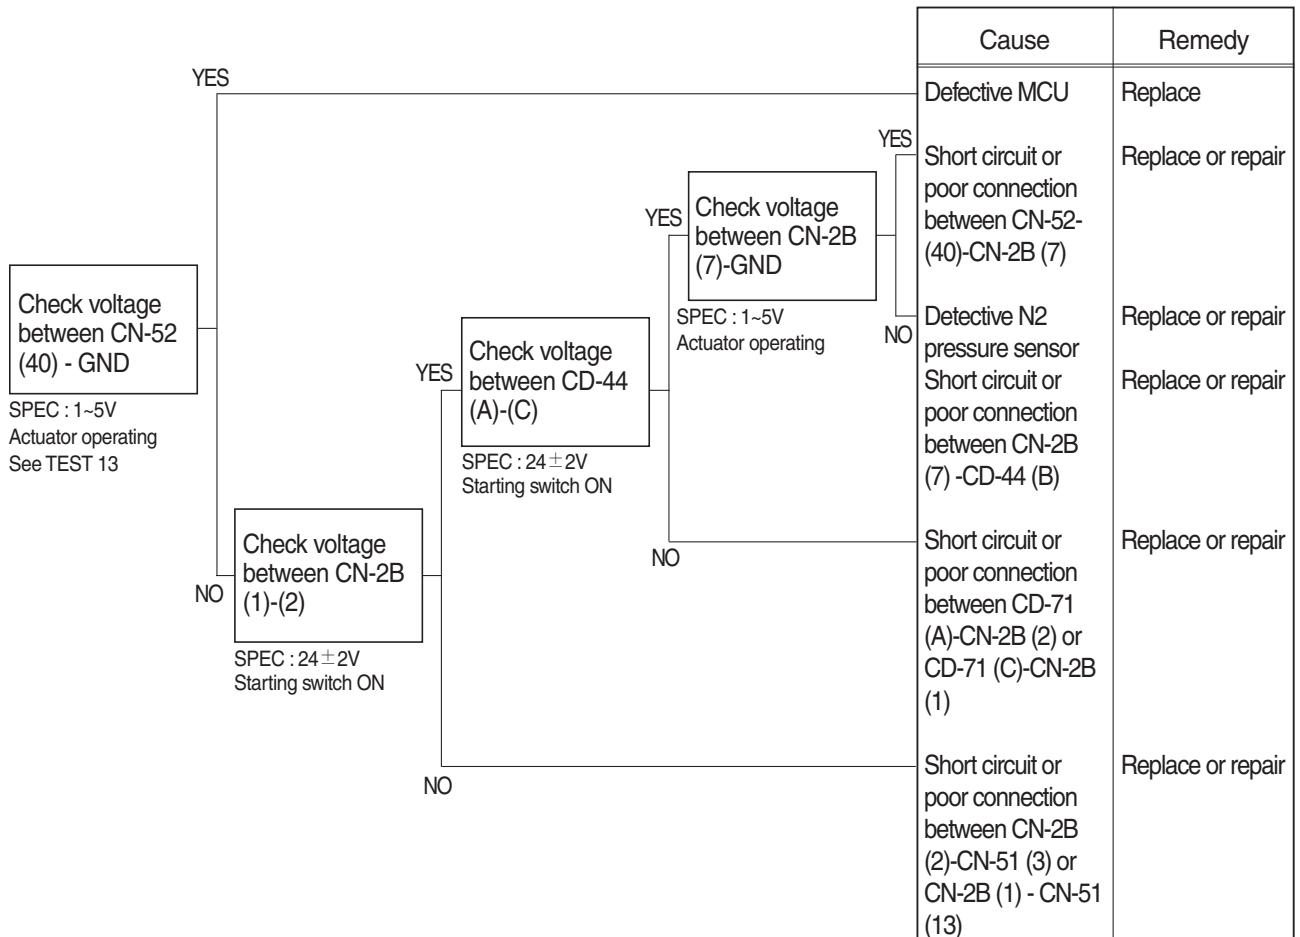 Cause
Remedy
YES
Defective MCU
Replace
YES
Short circuit or
poor connection
between CN-52-
(40)-CN-2B (7)
Replace or repair
YES
Check voltage
between CN-2B
(7)-GND
SPEC : 1~5V
Actuator operating
NO
Detective N2
pressure sensor
Replace or repair
Short circuit or
poor connection
between CN-2B
(7) -CD-44 (B)
Replace or repair
Check voltage
between CN-52
(40) - GND
SPEC : 1~5V
Actuator operating
See TEST 13
YES
Check voltage
between CD-44
(A)-(C)
SPEC : 24±2V
Starting switch ON
NO
Short circuit or
poor connection
between CD-71
(A)-CN-2B (2) or
CD-71 (C)-CN-2B
(1)
Replace or repair
NO
Check voltage
between CN-2B
(1)-(2)
SPEC : 24±2V
Starting switch ON
NO
Short circuit or
poor connection
between CN-2B
(2)-CN-51 (3) or
CN-2B (1) - CN-51
(13)
Replace or repair